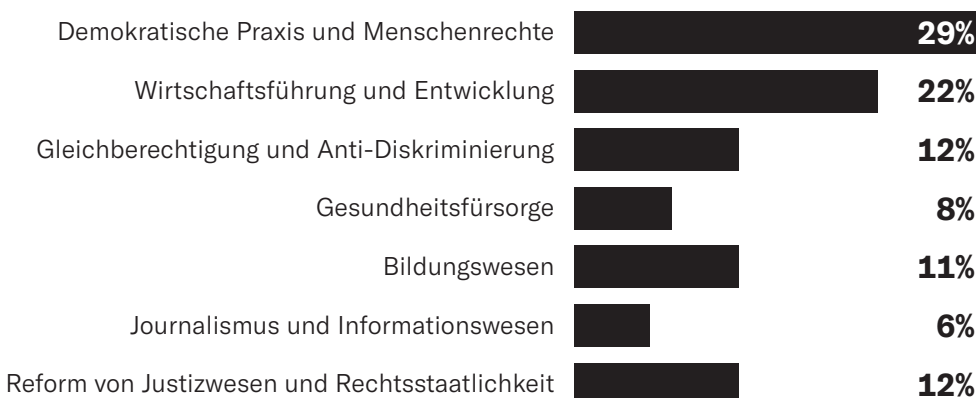 Demokratische Praxis und Menschenrechte 29%
Wirtschaftsführung und Entwicklung 22%
Gleichberechtigung und Anti-Diskriminierung 12%
Gesundheitsfürsorge 8%
Bildungswesen 11%
Journalismus und Informationswesen 6%
Reform von Justizwesen und Rechtsstaatlichkeit 12%